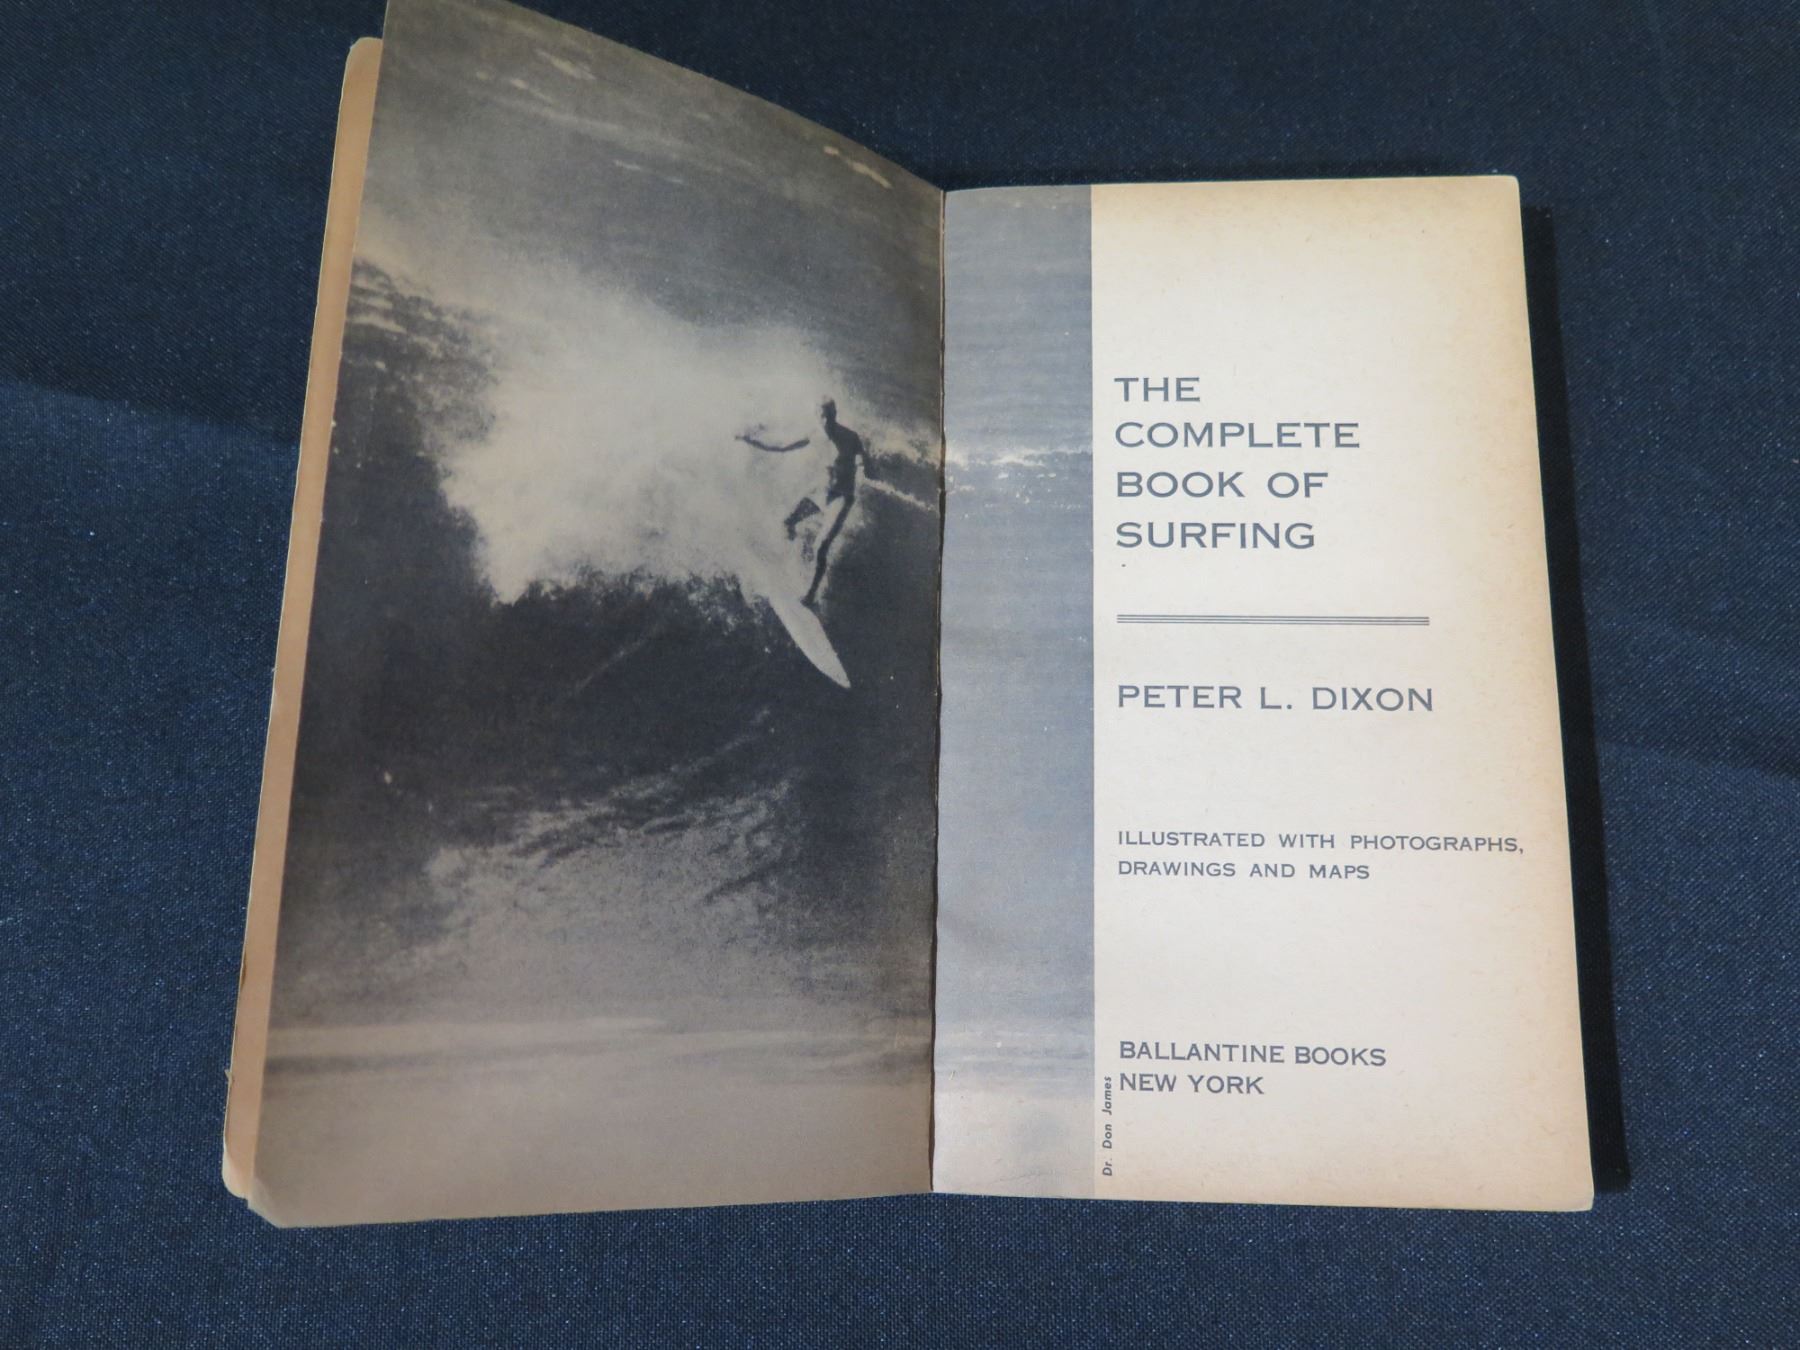 THE
COMPLETE
BOOK OF
SURFING
PETER L. DIXON
ILLUSTRATED WITH PHOTOGRAPHS,
DRAWINGS AND MAPS
BALLANTINE BOOKS
NEW YORK
Dr. Don James